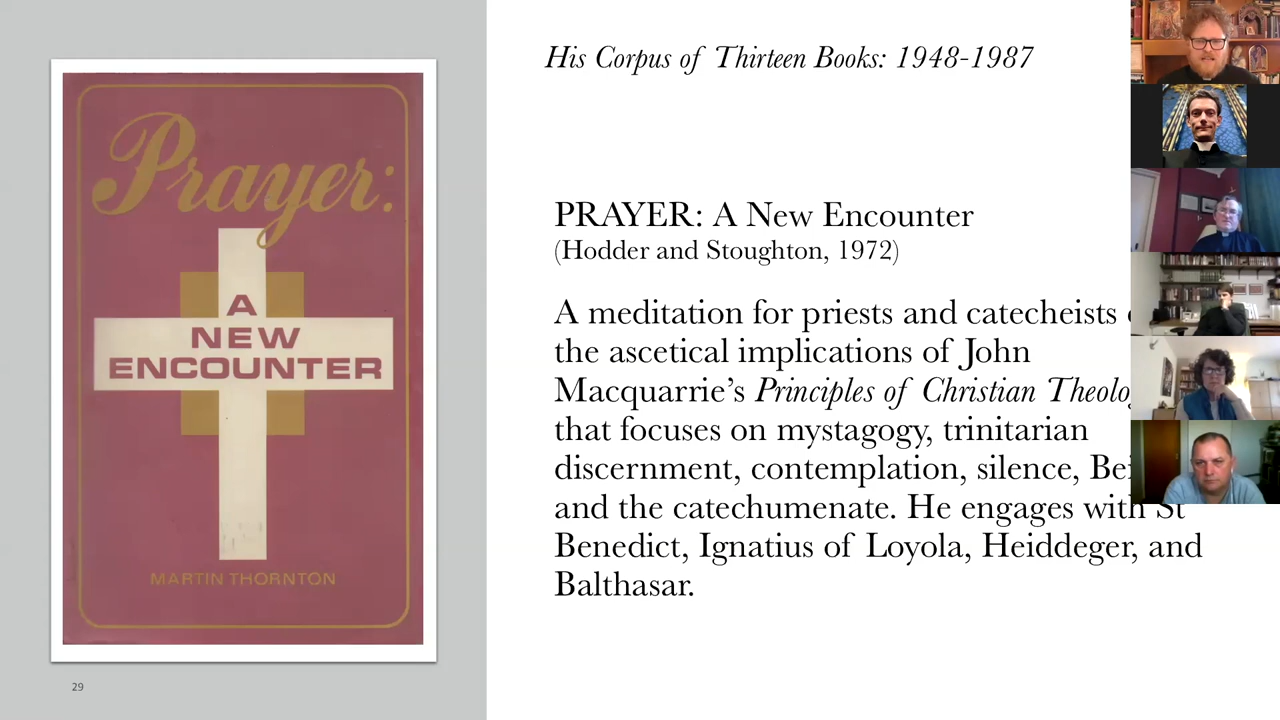 His Corpus of Thirteen Books: 1948-1987
Prayer:
A
NEW
ENCOUNTER
MARTIN THORNTON
PRAYER: A New Encounter
(Hodder and Stoughton, 1972)
A meditation for priests and catecheists
the ascetical implications of John
Macquarrie’s Principles of Christian
that focuses on mystagogy, trinitarian
discernment, contemplation, silence,
and the catechumenate. He engages with St
Benedict, Ignatius of Loyola, Heiddeger, and
Balthasar.
29